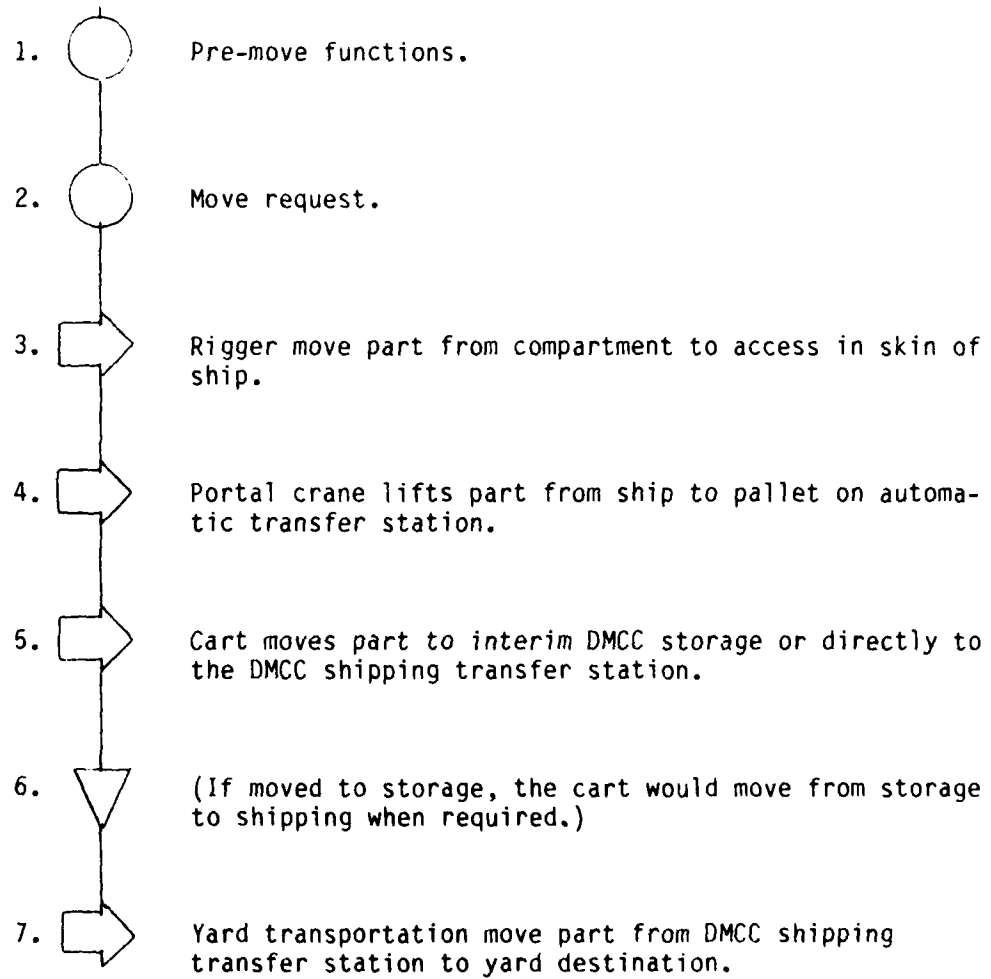 1. Pre-move functions.
2. Move request.
3. Rigger move part from compartment to access in skin of
ship.
4. Portal crane lifts part from ship to pallet on automa-
tic transfer station.
5. Cart moves part to interim DMCC storage or directly to
the DMCC shipping transfer station.
6. (If moved to storage, the cart would move from storage
to shipping when required.)
7. Yard transportation move part from DMCC shipping
transfer station to yard destination.